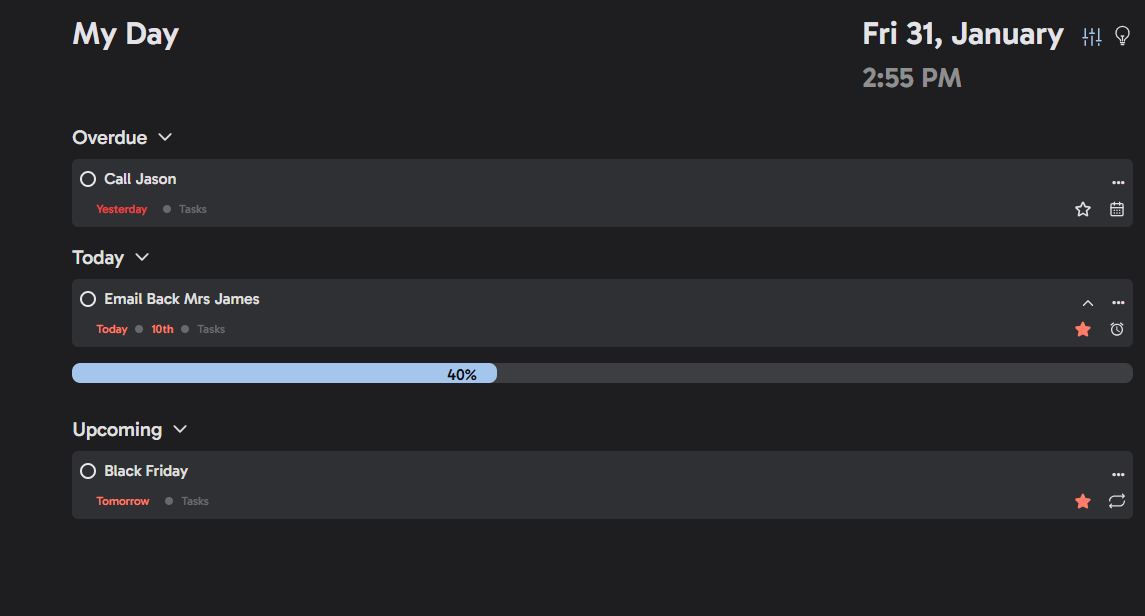 My Day
Fri 31, January
2:55 PM
Overdue
Call Jason
Yesterday Tasks
Today
Email Back Mrs James
Today 10th Tasks
40%
Upcoming
Black Friday
Tomorrow Tasks